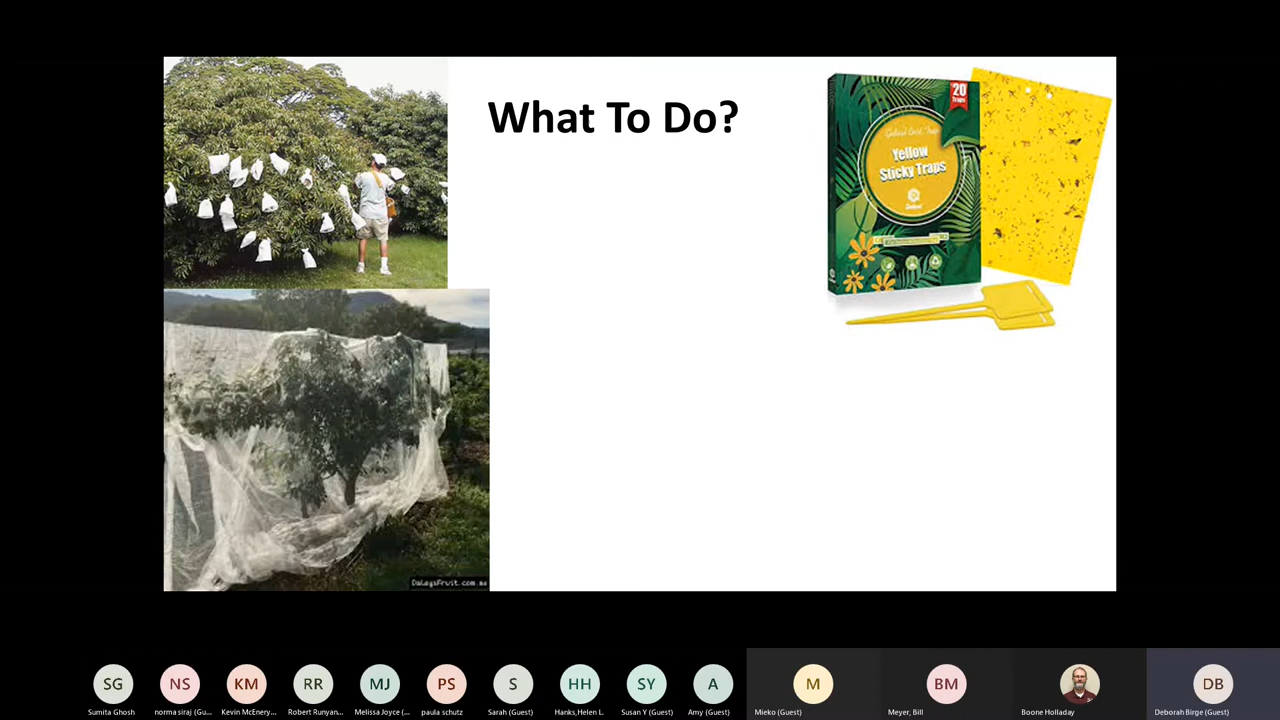 What To Do?
20
Traps
Yellow
Sticky Traps
DaleysFruit.com.au
SG
NS
KM
RR
MJ
PS
S
HH
SY
A
M
BM
DB
Sumita Ghosh
norma siraj (Gu...
Kevin McEnery...
Robert Runyan...
Melissa Joyce (...
paula schutz
Sarah (Guest)
Hanks,Helen L.
Susan Y (Guest)
Amy (Guest)
Mieko (Guest)
Meyer, Bill
Boone Holladay
Deborah Birge (Guest)